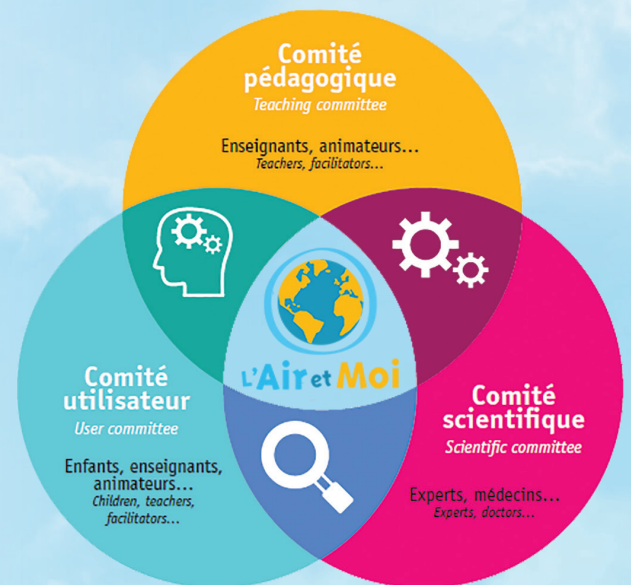 Comité
pédagogique
Teaching committee
Enseignants, animateurs...
Teachers, facilitators...
L'Air et Moi
Comité
utilisateur
User committee
Enfants, enseignants,
animateurs...
Children, teachers,
facilitators...
Comité
scientifique
Scientific committee
Experts, médecins...
Experts, doctors...